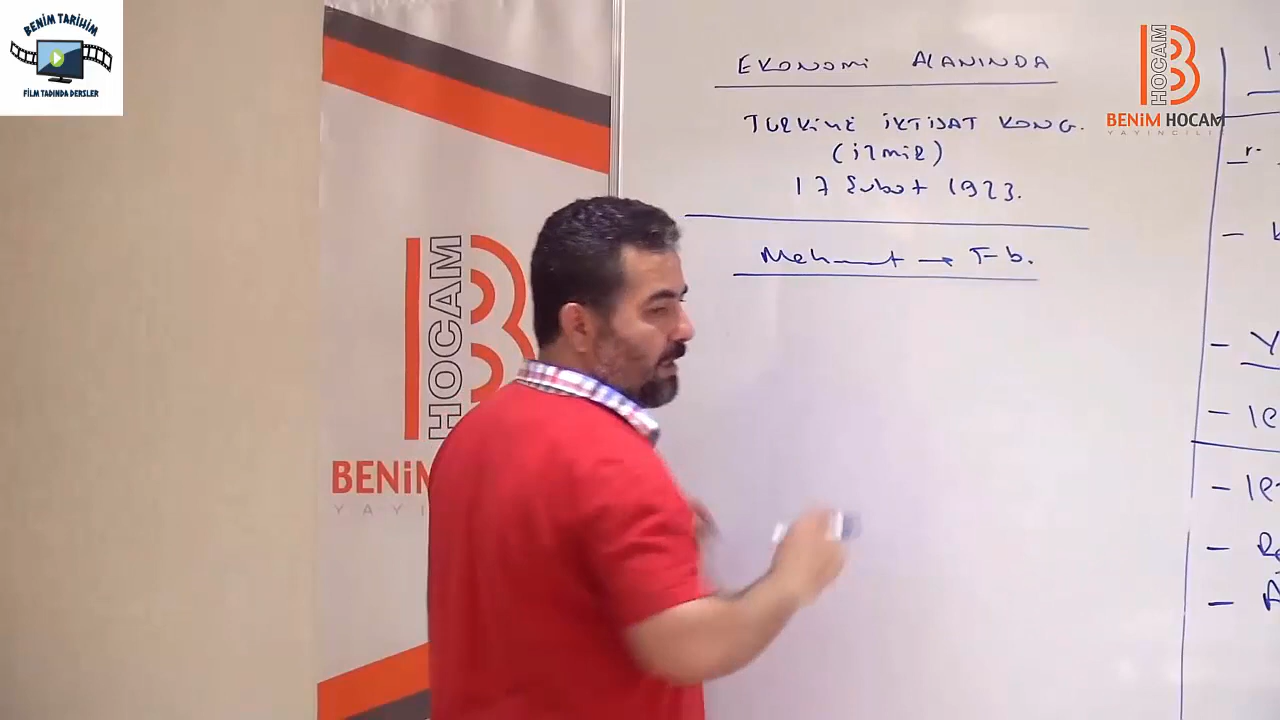 BENİM TARİHİM
FİLM TADINDA DERSLER
HOCAM
BENİM HOCAM
YAYINCILIK
HOCAM
BENİM
YAYI
EKONOMİ ALANINDA
TÜRKİYE İKTİSAT KONG.
(İZMİR)
17 Şubat 1923.
Mehmet → T-b.